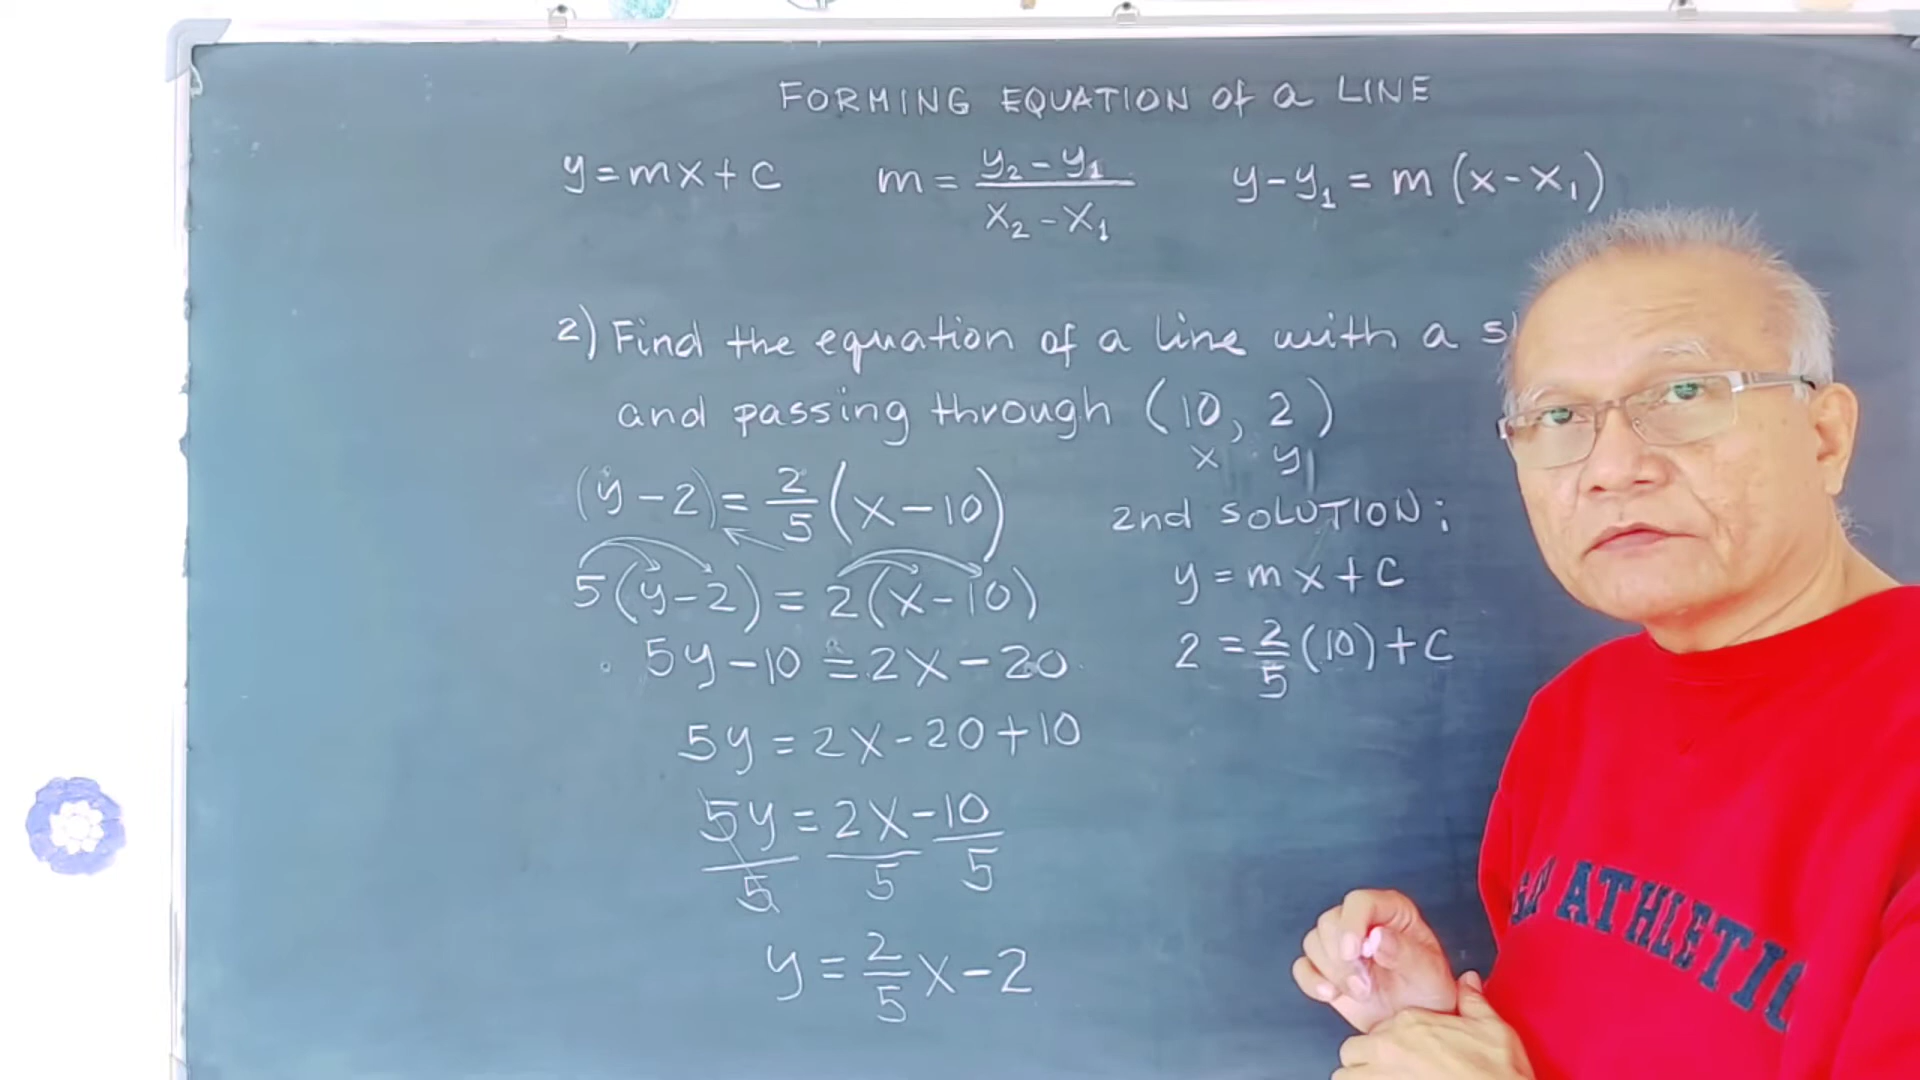 FORMING EQUATION of a LINE
y = mx + c
m = y₂ - y₁ / x₂ - x₁
y - y₁ = m (x - x₁)
2) Find the equation of a line with a
and passing through (10, 2)
x y₁
(y - 2) = 2/5 (x - 10)
5(y - 2) = 2(x - 10)
5y - 10 = 2x - 20
5y = 2x - 20 + 10
5y/5 = 2x/5 - 10/5
y = 2/5 x - 2
2nd SOLUTION:
y = mx + c
2 = 2/5 (10) + c
ATHLETIC